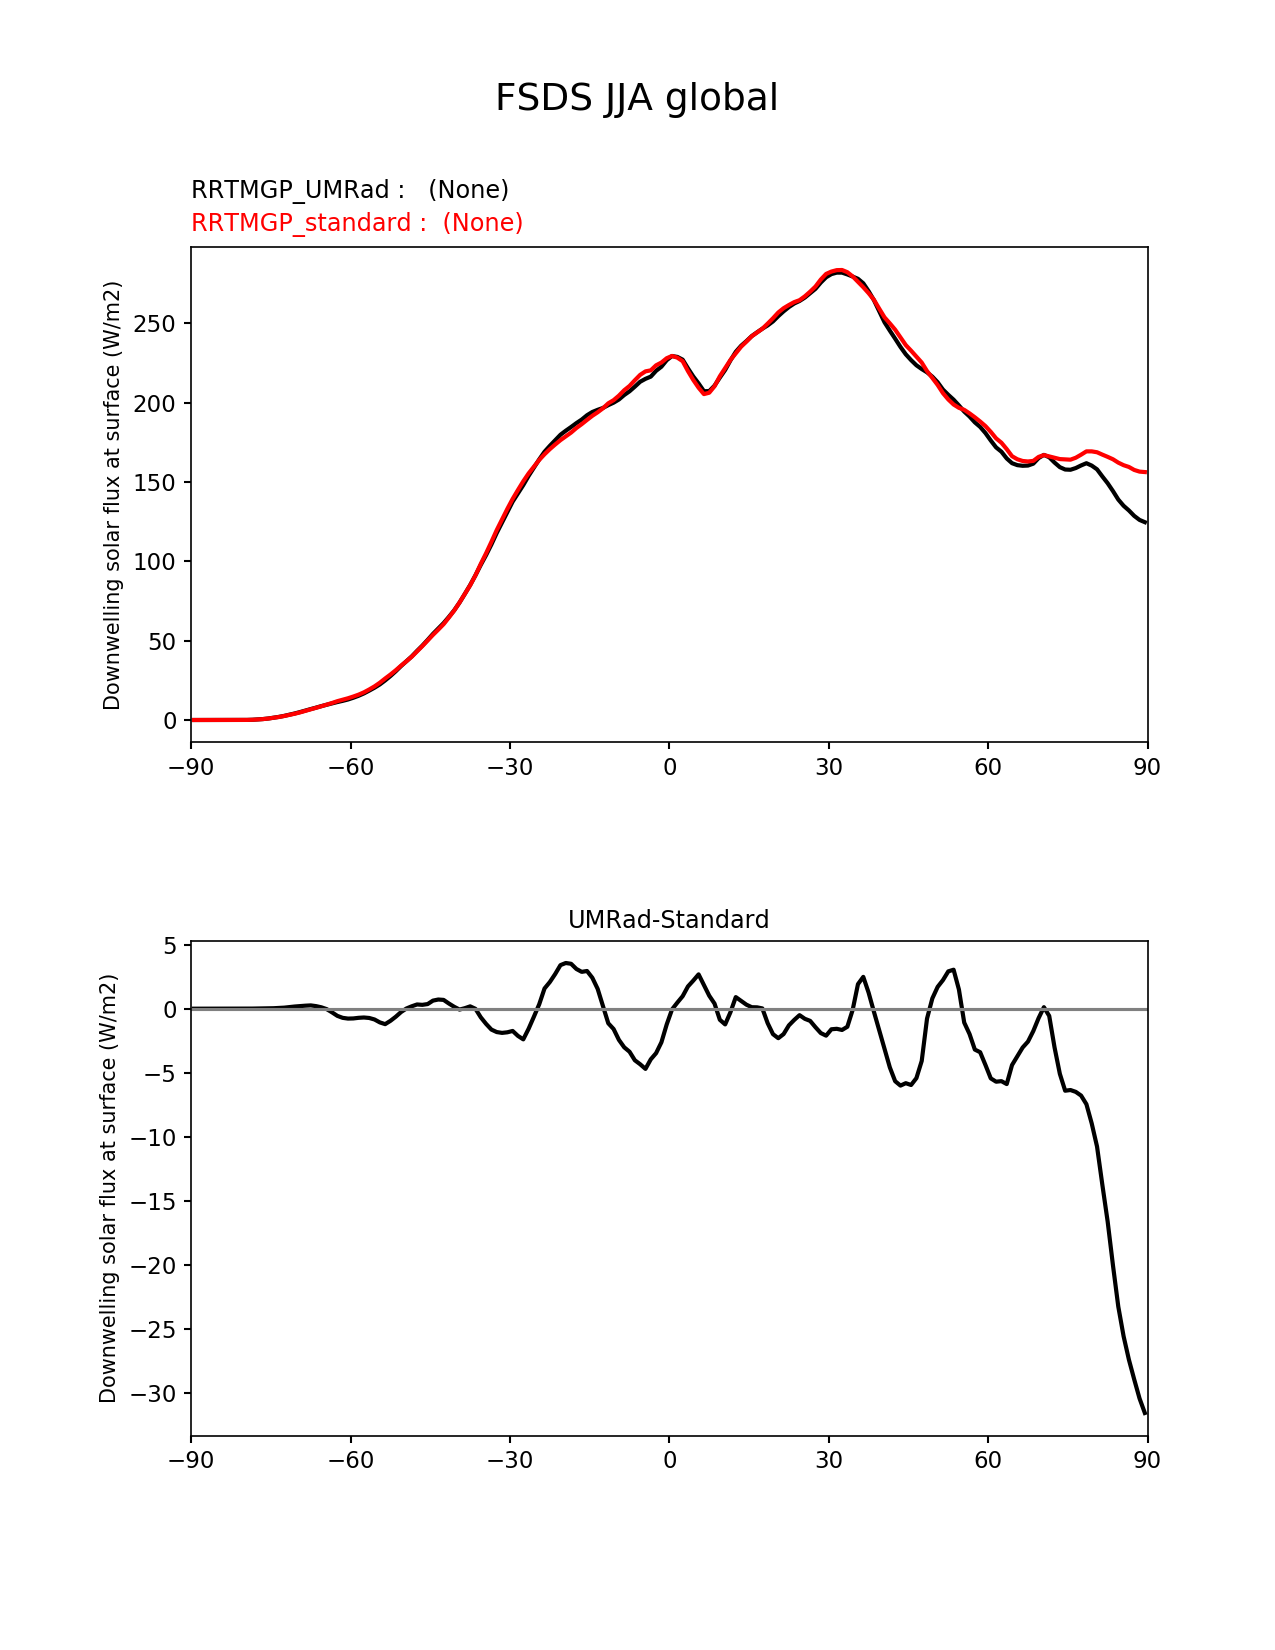 FSDS JJA global
RRTMGP_UMRad :   (None)
RRTMGP_standard :  (None)
Downwelling solar flux at surface (W/m2)
250
200
150
100
50
0
−90 −60 −30 0 30 60 90
UMRad-Standard
Downwelling solar flux at surface (W/m2)
5
0
−5
−10
−15
−20
−25
−30
−90 −60 −30 0 30 60 90